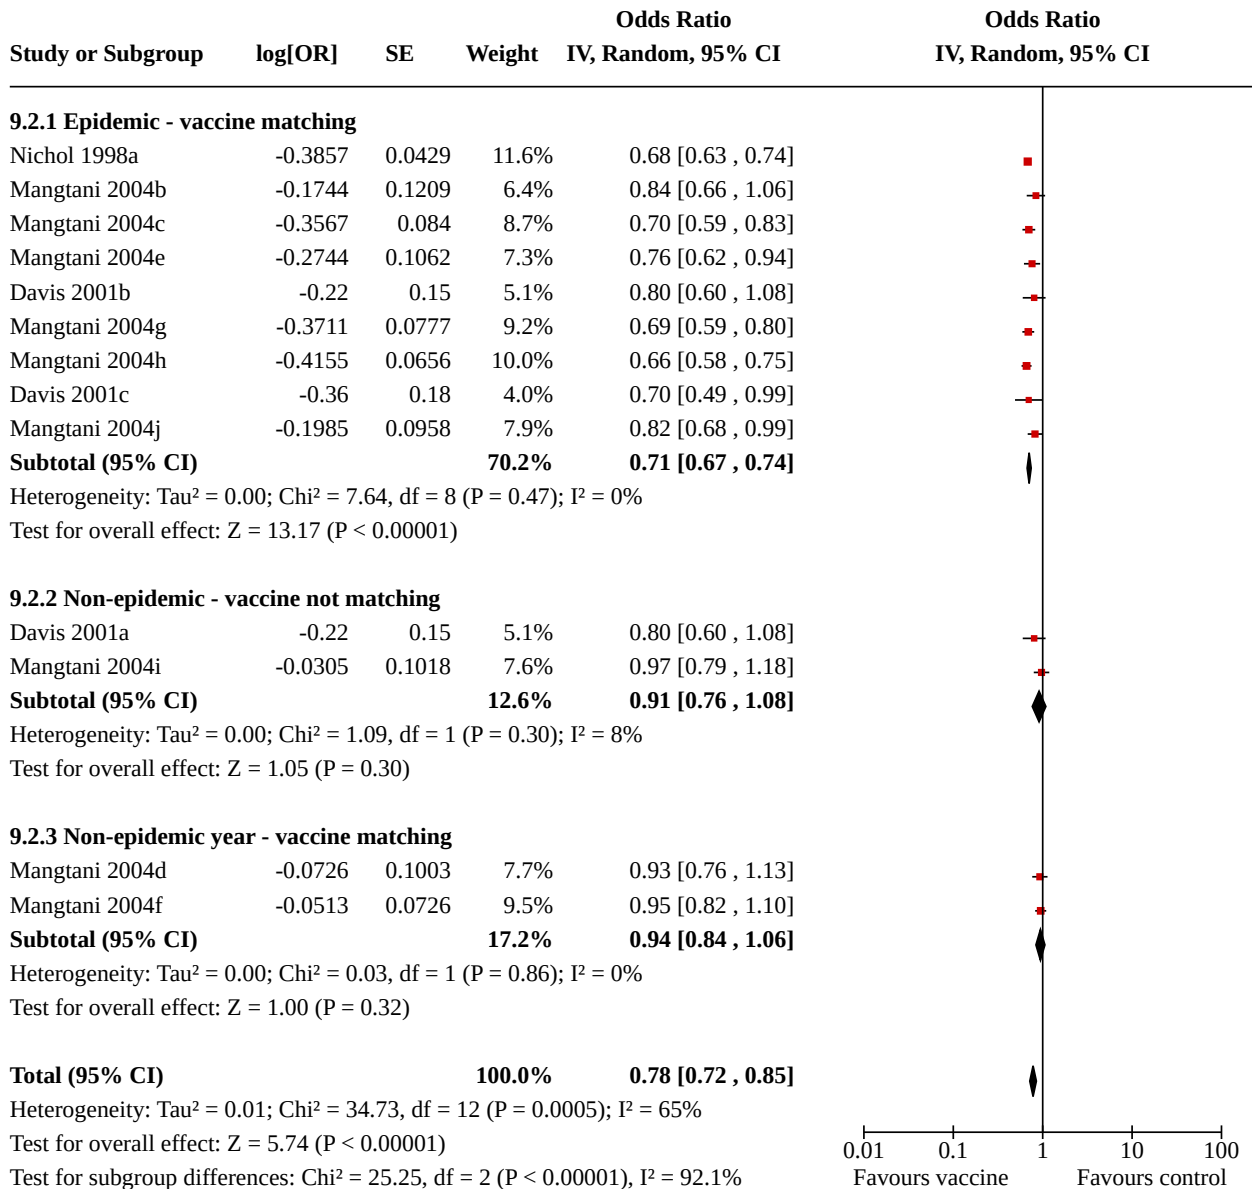 Odds Ratio Odds Ratio
Study or Subgroup log[OR] SE Weight IV, Random, 95% CI IV, Random, 95% CI
9.2.1 Epidemic - vaccine matching
Nichol 1998a -0.3857 0.0429 11.6% 0.68 [0.63 , 0.74]
Mangtani 2004b -0.1744 0.1209 6.4% 0.84 [0.66 , 1.06]
Mangtani 2004c -0.3567 0.084 8.7% 0.70 [0.59 , 0.83]
Mangtani 2004e -0.2744 0.1062 7.3% 0.76 [0.62 , 0.94]
Davis 2001b -0.22 0.15 5.1% 0.80 [0.60 , 1.08]
Mangtani 2004g -0.3711 0.0777 9.2% 0.69 [0.59 , 0.80]
Mangtani 2004h -0.4155 0.0656 10.0% 0.66 [0.58 , 0.75]
Davis 2001c -0.36 0.18 4.0% 0.70 [0.49 , 0.99]
Mangtani 2004j -0.1985 0.0958 7.9% 0.82 [0.68 , 0.99]
Subtotal (95% CI) 70.2% 0.71 [0.67 , 0.74]
Heterogeneity: Tau² = 0.00; Chi² = 7.64, df = 8 (P = 0.47); I² = 0%
Test for overall effect: Z = 13.17 (P < 0.00001)
9.2.2 Non-epidemic - vaccine not matching
Davis 2001a -0.22 0.15 5.1% 0.80 [0.60 , 1.08]
Mangtani 2004i -0.0305 0.1018 7.6% 0.97 [0.79 , 1.18]
Subtotal (95% CI) 12.6% 0.91 [0.76 , 1.08]
Heterogeneity: Tau² = 0.00; Chi² = 1.09, df = 1 (P = 0.30); I² = 8%
Test for overall effect: Z = 1.05 (P = 0.30)
9.2.3 Non-epidemic year - vaccine matching
Mangtani 2004d -0.0726 0.1003 7.7% 0.93 [0.76 , 1.13]
Mangtani 2004f -0.0513 0.0726 9.5% 0.95 [0.82 , 1.10]
Subtotal (95% CI) 17.2% 0.94 [0.84 , 1.06]
Heterogeneity: Tau² = 0.00; Chi² = 0.03, df = 1 (P = 0.86); I² = 0%
Test for overall effect: Z = 1.00 (P = 0.32)
Total (95% CI) 100.0% 0.78 [0.72 , 0.85]
Heterogeneity: Tau² = 0.01; Chi² = 34.73, df = 12 (P = 0.0005); I² = 65%
Test for overall effect: Z = 5.74 (P < 0.00001) 0.01 0.1 1 10 100
Test for subgroup differences: Chi² = 25.25, df = 2 (P < 0.00001), I² = 92.1% Favours vaccine Favours control